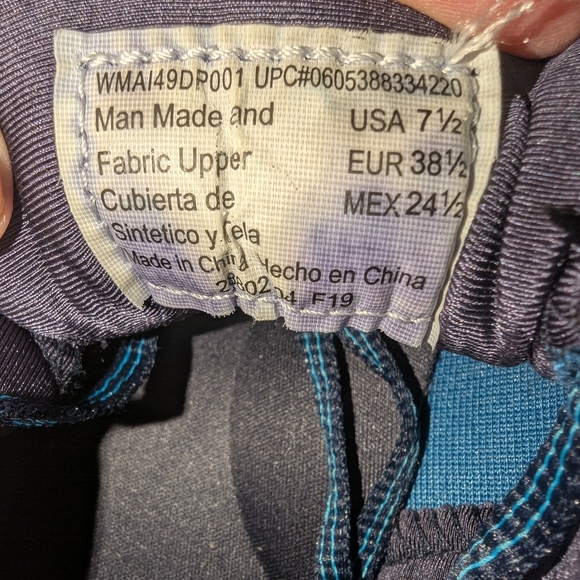 WMAI49DP001 UPC#0605388334220
Man Made and USA 7½
Fabric Upper EUR 38½
Cubierta de MEX 24½
Sintetico y Tela
Made in China Hecho en China
F19